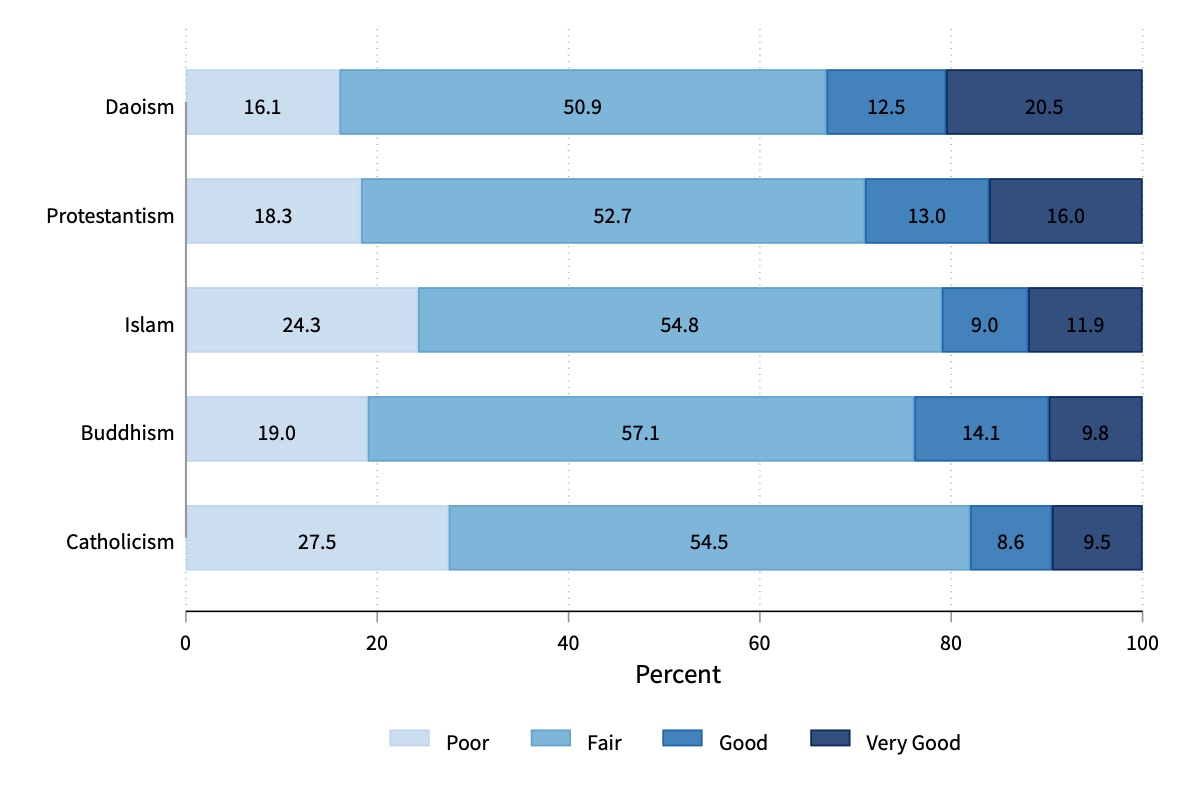 Daoism 16.1 50.9 12.5 20.5
Protestantism 18.3 52.7 13.0 16.0
Islam 24.3 54.8 9.0 11.9
Buddhism 19.0 57.1 14.1 9.8
Catholicism 27.5 54.5 8.6 9.5
0 20 40 60 80 100
Percent
Poor Fair Good Very Good